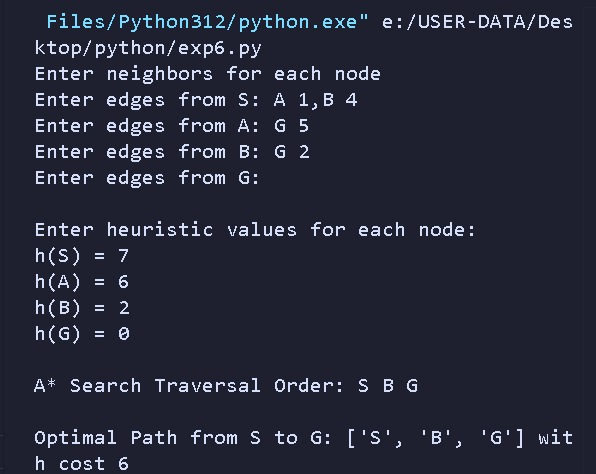 Files/Python312/python.exe" e:/USER-DATA/Des
ktop/python/exp6.py
Enter neighbors for each node
Enter edges from S: A 1,B 4
Enter edges from A: G 5
Enter edges from B: G 2
Enter edges from G:
Enter heuristic values for each node:
h(S) = 7
h(A) = 6
h(B) = 2
h(G) = 0
A* Search Traversal Order: S B G
Optimal Path from S to G: ['S', 'B', 'G'] wit
h cost 6